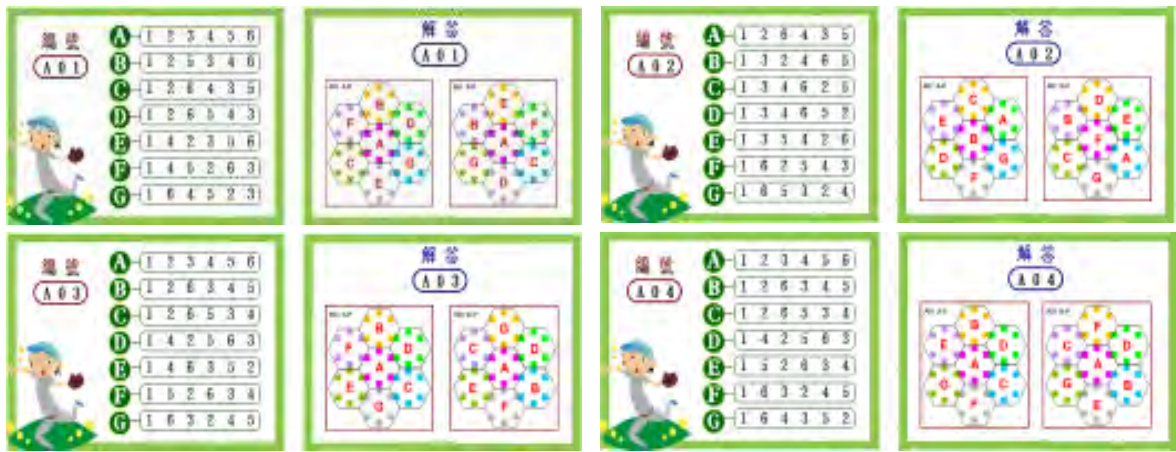 編號
A01
A 1 2 3 4 5 6
B 1 2 5 3 4 6
C 1 2 6 4 3 5
D 1 2 6 5 4 3
E 1 4 2 3 5 6
F 1 4 5 2 6 3
G 1 6 4 5 2 3
解答
A01
B
F D
A
C G
E
E
B F
A
G C
D
編號
A02
A 1 2 6 4 3 5
B 1 3 2 4 6 5
C 1 3 4 6 2 5
D 1 3 4 6 5 2
E 1 3 5 4 2 6
F 1 6 2 5 4 3
G 1 6 5 3 2 4
解答
A02
C
E A
B
D G
F
D
B E
F
C A
G
編號
A03
A 1 2 3 4 5 6
B 1 2 6 3 4 5
C 1 2 6 5 3 4
D 1 4 2 5 6 3
E 1 4 6 3 5 2
F 1 5 2 6 3 4
G 1 6 3 2 4 5
解答
A03
B
F D
A
E C
G
G
C D
A
E B
F
編號
A04
A 1 2 3 4 5 6
B 1 2 6 3 4 5
C 1 2 6 5 3 4
D 1 4 2 5 6 3
E 1 5 2 6 3 4
F 1 6 3 2 4 5
G 1 6 4 3 5 2
解答
A04
B
E D
A
G C
F
F
C D
A
G B
E